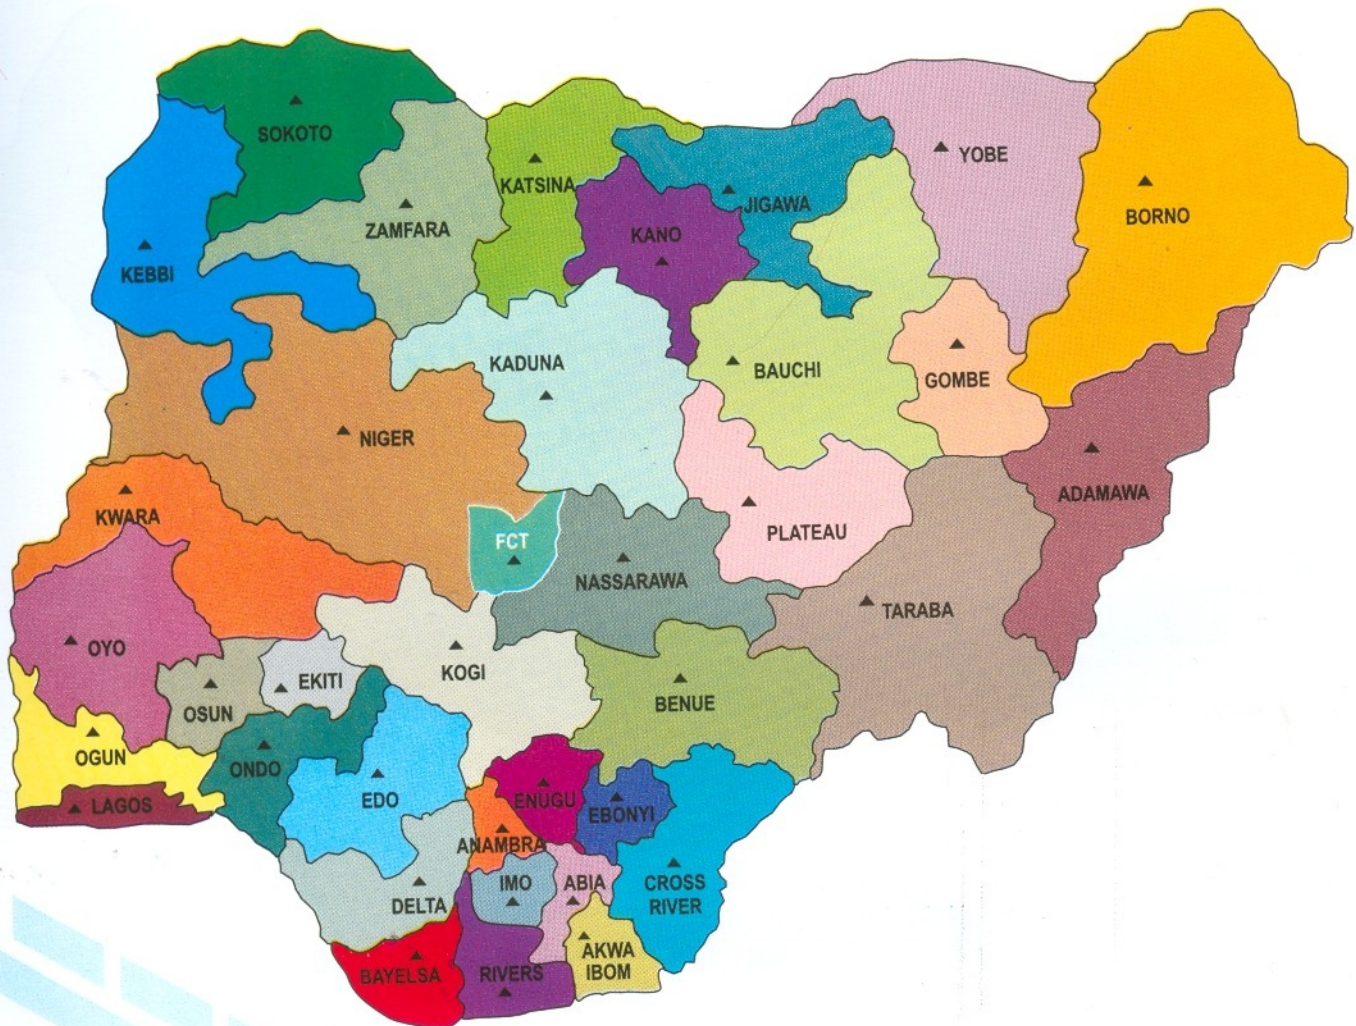 SOKOTO
YOBE
KATSINA
JIGAWA
BORNO
ZAMFARA
KANO
KEBBI
KADUNA
BAUCHI
GOMBE
NIGER
ADAMAWA
KWARA
PLATEAU
FCT
NASSARAWA
TARABA
OYO
KOGI
EKITI
BENUE
OSUN
OGUN
ONDO
EDO
ENUGU
LAGOS
EBONYI
ANAMBRA
IMO
ABIA
CROSS
RIVER
DELTA
AKWA
IBOM
BAYELSA
RIVERS